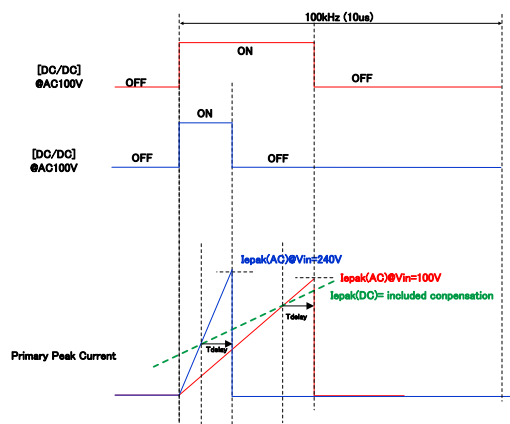 100kHz (10us)
ON
[DC/DC]
@AC100V
OFF
OFF
ON
[DC/DC]
@AC100V
OFF
OFF
Iepak(AC)@Vin=240V
Iepak(AC)@Vin=100V
Iepak(DC)= included conpensation
Tdelay
Tdelay
Primary Peak Current